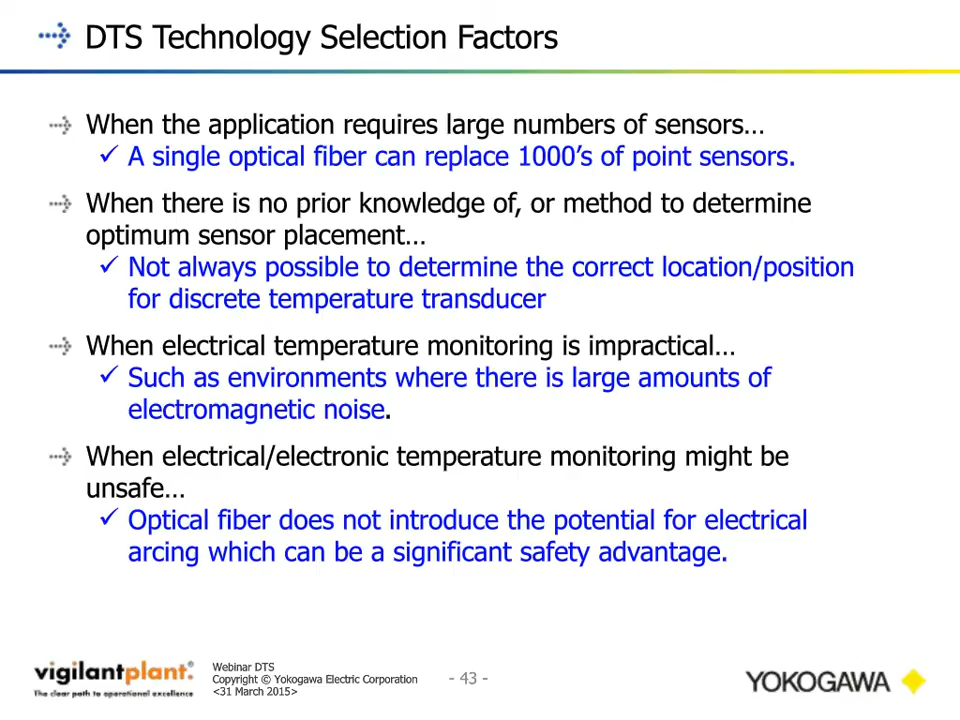 DTS Technology Selection Factors
When the application requires large numbers of sensors…
✓ A single optical fiber can replace 1000’s of point sensors.
When there is no prior knowledge of, or method to determine
optimum sensor placement…
✓ Not always possible to determine the correct location/position
for discrete temperature transducer
When electrical temperature monitoring is impractical…
✓ Such as environments where there is large amounts of
electromagnetic noise.
When electrical/electronic temperature monitoring might be
unsafe…
✓ Optical fiber does not introduce the potential for electrical
arcing which can be a significant safety advantage.
vigilantplant.®
The clear path to operational excellence
Webinar DTS
Copyright © Yokogawa Electric Corporation
<31 March 2015>
- 43 -
YOKOGAWA